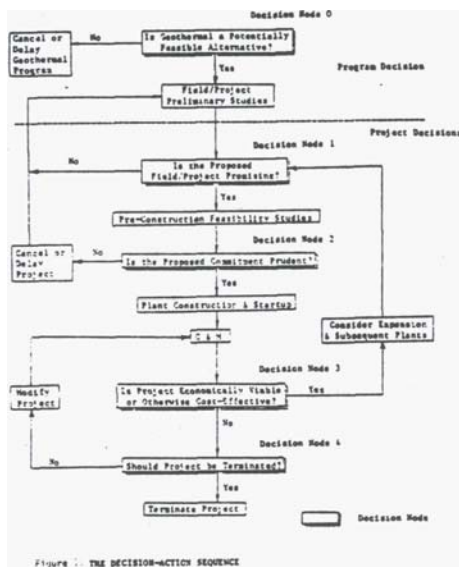 Decision Node 0
Cancel or
Delay
Geothermal
Program
No
Is Geothermal a Potentially
Feasible Alternative?
Yes
Program Decision
Field/Project
Preliminary Studies
Project Decisions
Decision Node 1
No
Is the Proposed
Field/Project Promising?
Yes
Pre-Construction Feasibility Studies
Decision Node 2
Cancel or
Delay
Project
No
Is the Proposed Commitment Prudent?
Yes
Plant Construction & Startup
Consider Expansion
& Subsequent Plants
O & M
Decision Node 3
Modify
Project
Is Project Economically Viable
or Otherwise Cost-Effective?
Yes
No
Decision Node 4
No
Should Project be Terminated?
Yes
Terminate Project
Decision Node
Figure 1. THE DECISION-ACTION SEQUENCE